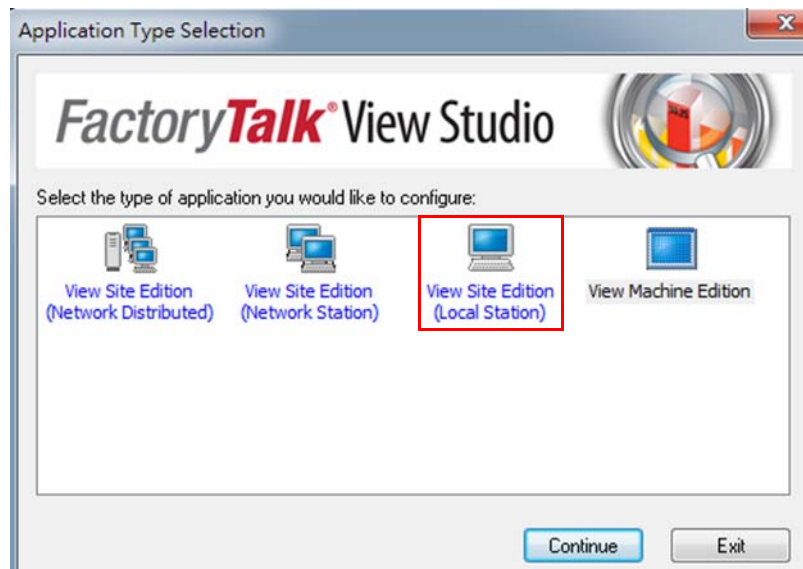 Application Type Selection
FactoryTalk® View Studio
Select the type of application you would like to configure:
View Site Edition
(Network Distributed)
View Site Edition
(Network Station)
View Site Edition
(Local Station)
View Machine Edition
Continue
Exit